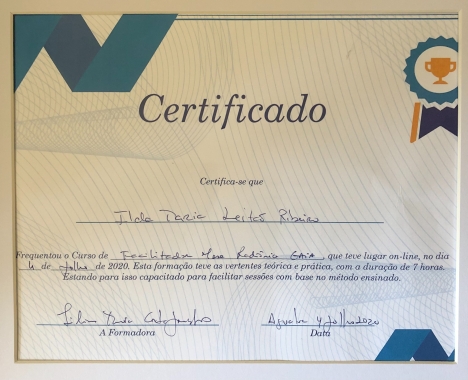 Certificado
Certifica-se que
Ilda Maria Leitão Ribeiro
Frequentou o Curso de Facilitador Mesa Radiónica, que teve lugar on-line, no dia
4 de Julho de 2020. Esta formação teve as vertentes teórica e prática, com a duração de 7 horas.
Estando para isso capacitado para facilitar sessões com base no método ensinado.
4 Julho 2020
A Formadora Data